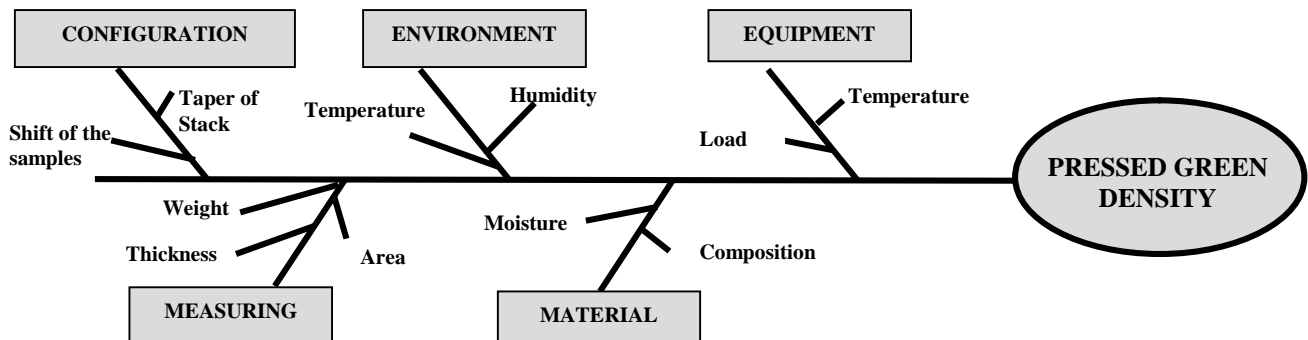 CONFIGURATION
ENVIRONMENT
EQUIPMENT
Taper of
Stack
Shift of the
samples
Temperature
Humidity
Temperature
Load
PRESSED GREEN
DENSITY
Weight
Thickness
Area
Moisture
Composition
MEASURING
MATERIAL